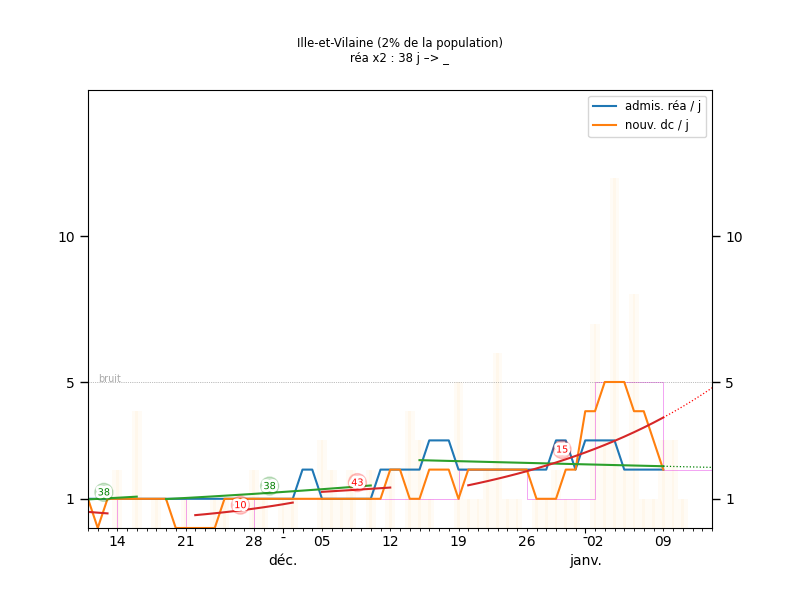 Ille-et-Vilaine (2% de la population)
réa x2 : 38 j –> _
admis. réa / j
nouv. dc / j
10 10
5 5
bruit
1 1
38
10
38
43
15
14 21 28 - 05 12 19 26 - 02 09
déc. janv.